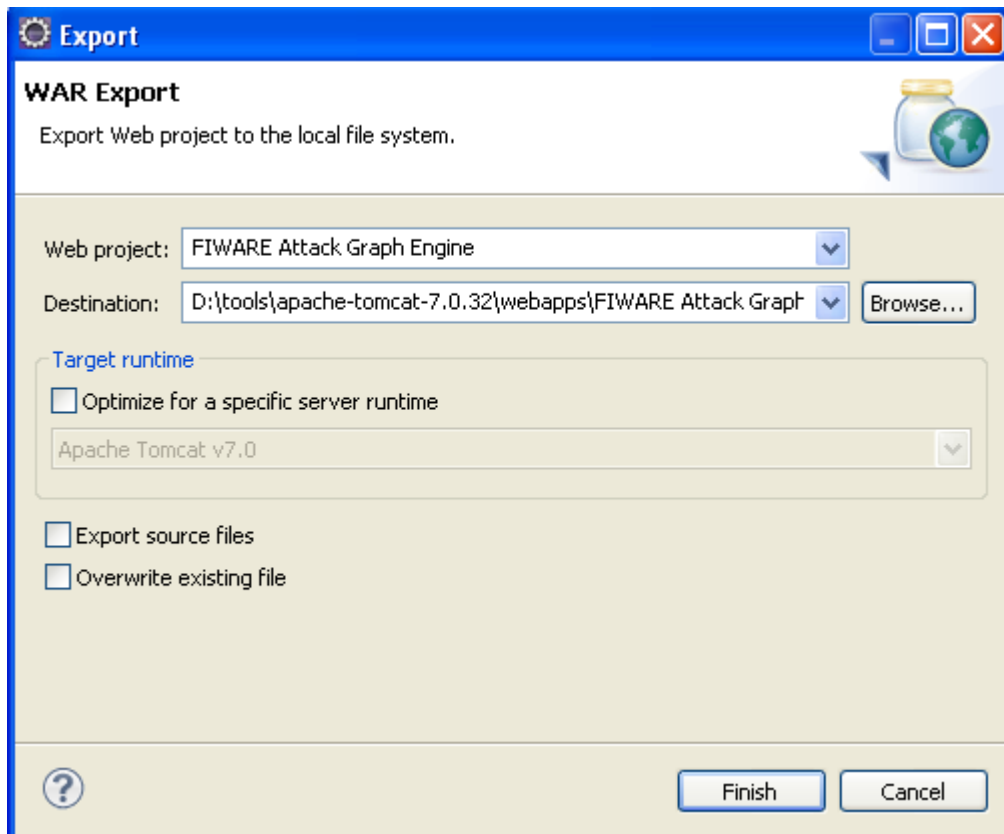 Export
WAR Export
Export Web project to the local file system.
Web project: FIWARE Attack Graph Engine
Destination: D:\tools\apache-tomcat-7.0.32\webapps\FIWARE Attack Graph Browse...
Target runtime
Optimize for a specific server runtime
Apache Tomcat v7.0
Export source files
Overwrite existing file
? Finish Cancel